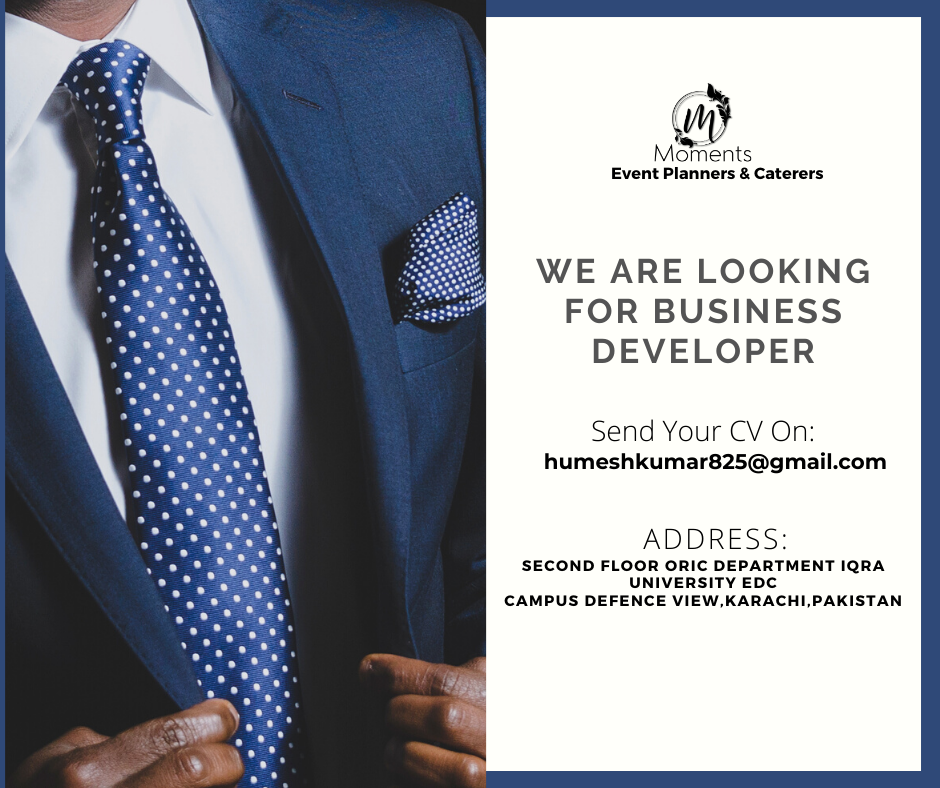 m
Moments
Event Planners & Caterers
WE ARE LOOKING
FOR BUSINESS
DEVELOPER
Send Your CV On:
humeshkumar825@gmail.com
ADDRESS:
SECOND FLOOR ORIC DEPARTMENT IQRA
UNIVERSITY EDC
CAMPUS DEFENCE VIEW,KARACHI,PAKISTAN